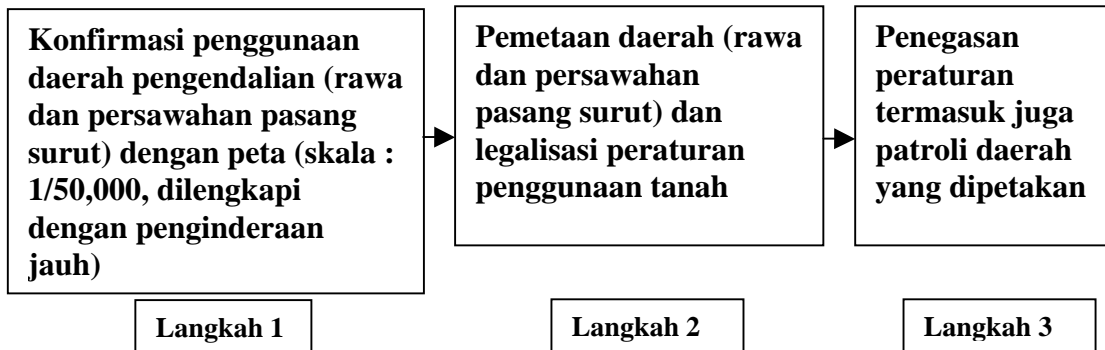 Konfirmasi penggunaan
daerah pengendalian (rawa
dan persawahan pasang
surut) dengan peta (skala :
1/50,000, dilengkapi
dengan penginderaan
jauh)
Pemetaan daerah (rawa
dan persawahan
pasang surut) dan
legalisasi peraturan
penggunaan tanah
Penegasan
peraturan
termasuk juga
patroli daerah
yang dipetakan
Langkah 1
Langkah 2
Langkah 3